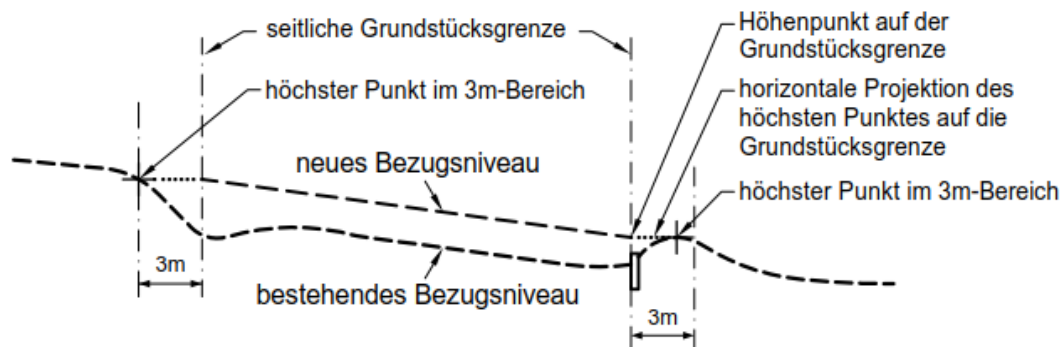 seitliche Grundstücksgrenze
Höhenpunkt auf der
Grundstücksgrenze
höchster Punkt im 3m-Bereich
horizontale Projektion des
höchsten Punktes auf die
Grundstücksgrenze
neues Bezugsniveau
höchster Punkt im 3m-Bereich
3m
bestehendes Bezugsniveau
3m